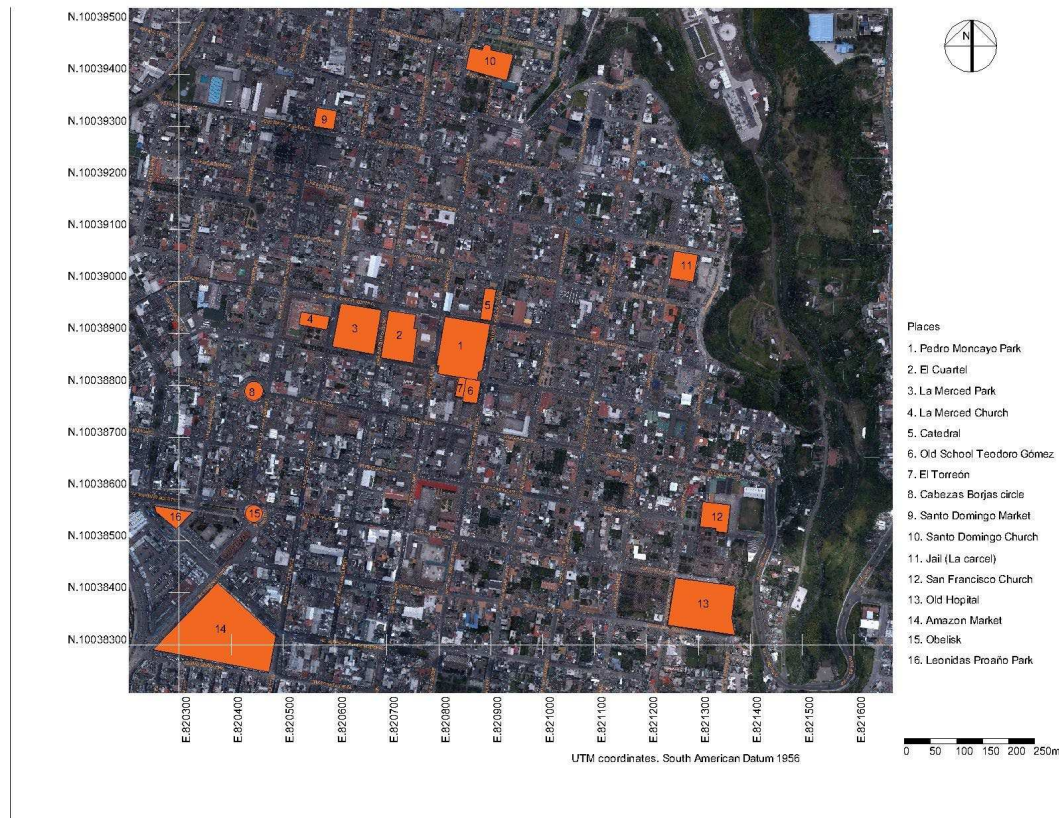 N.10039500
N.10039400
N.10039300
N.10039200
N.10039100
N.10039000
N.10038900
N.10038800
N.10038700
N.10038600
N.10038500
N.10038400
N.10038300
N
10
9
11
5
4
3
2
1
7
6
8
16
15
12
13
14
Places
1. Pedro Moncayo Park
2. El Cuartel
3. La Merced Park
4. La Merced Church
5. Catedral
6. Old School Teodoro Gómez
7. El Torreón
8. Cabezas Borjas circle
9. Santo Domingo Market
10. Santo Domingo Church
11. Jail (La carcel)
12. San Francisco Church
13. Old Hopital
14. Amazon Market
15. Obelisk
16. Leonidas Proaño Park
E.820300
E.820400
E.820500
E.820600
E.820700
E.820800
E.820900
E.821000
E.821100
E.821200
E.821300
E.821400
E.821500
E.821600
0 50 100 150 200 250m
UTM coordinates. South American Datum 1956